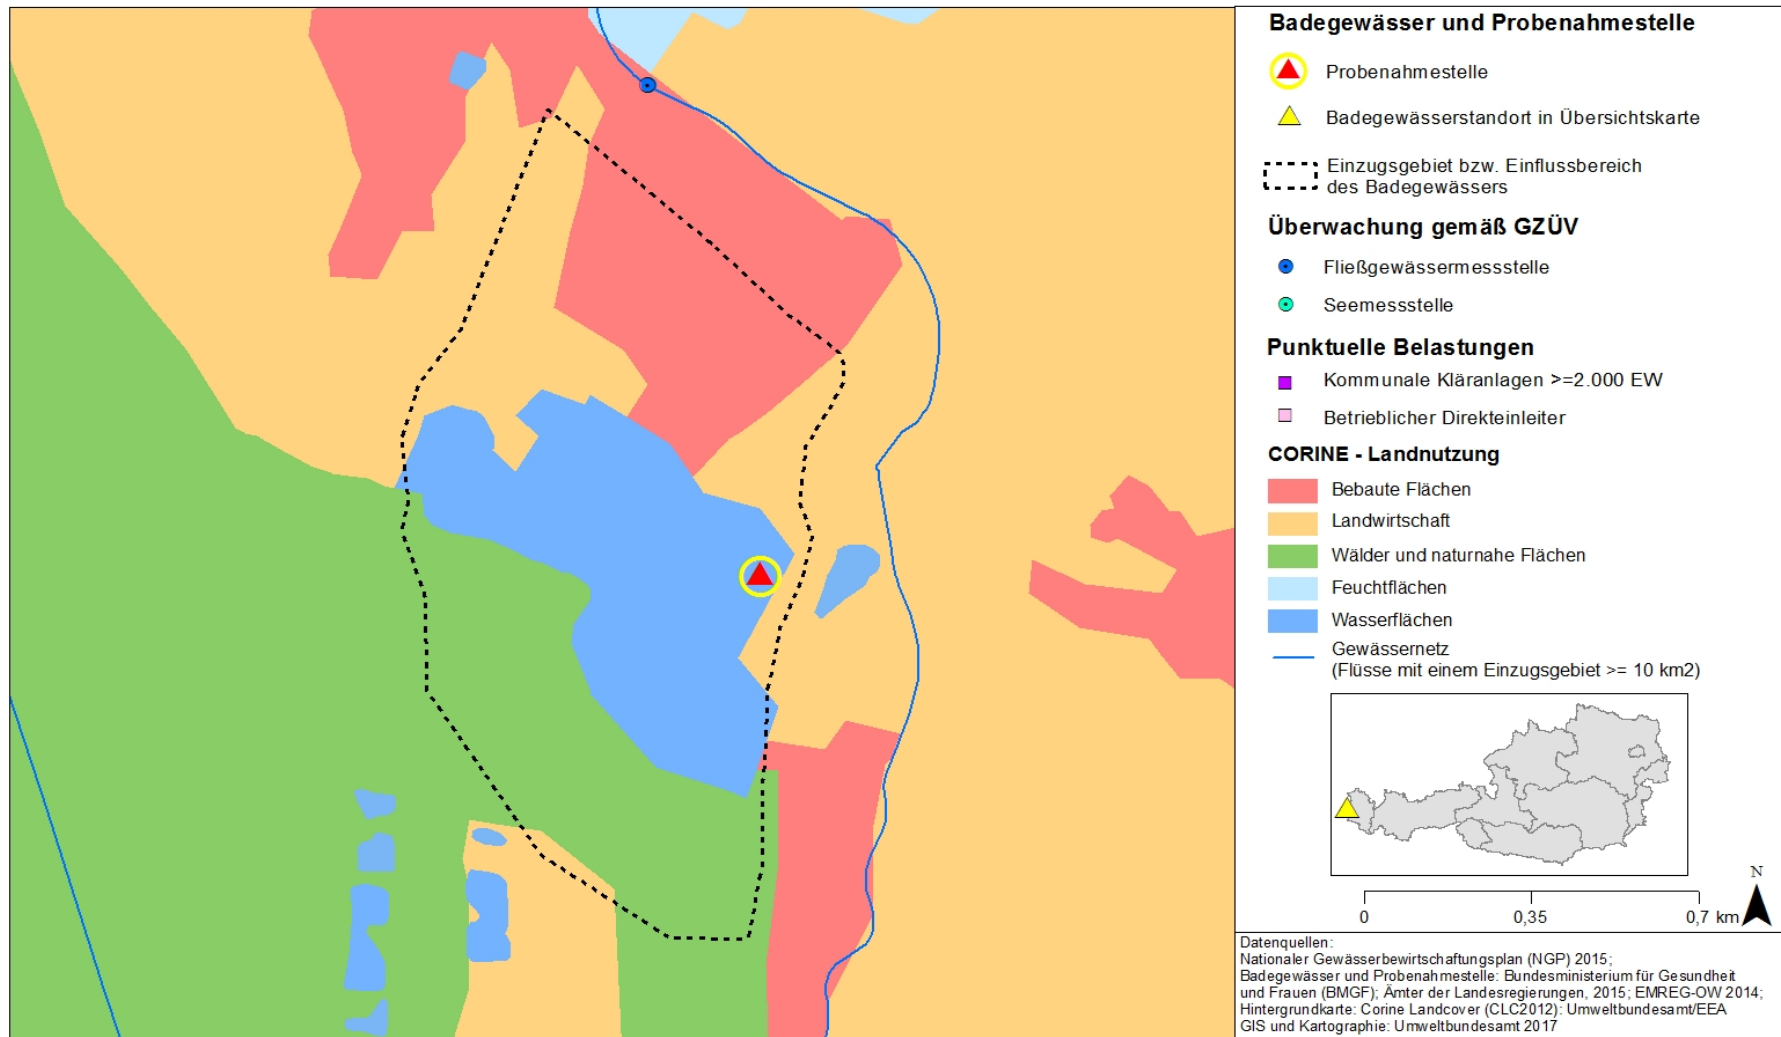 Badegewässer und Probenahmestelle
Probenahmestelle
Badegewässerstandort in Übersichtskarte
Einzugsgebiet bzw. Einflussbereich
des Badegewässers
Überwachung gemäß GZÜV
Fließgewässermessstelle
Seemessstelle
Punktuelle Belastungen
Kommunale Kläranlagen >=2.000 EW
Betrieblicher Direkteinleiter
CORINE - Landnutzung
Bebaute Flächen
Landwirtschaft
Wälder und naturnahe Flächen
Feuchtflächen
Wasserflächen
Gewässernetz
(Flüsse mit einem Einzugsgebiet >= 10 km2)
N
0 0,35 0,7 km
Datenquellen:
Nationaler Gewässerbewirtschaftungsplan (NGP) 2015;
Badegewässer und Probenahmestelle: Bundesministerium für Gesundheit
und Frauen (BMGF); Ämter der Landesregierungen, 2015; EMREG-OW 2014;
Hintergrundkarte: Corine Landcover (CLC2012): Umweltbundesamt/EEA
GIS und Kartographie: Umweltbundesamt 2017